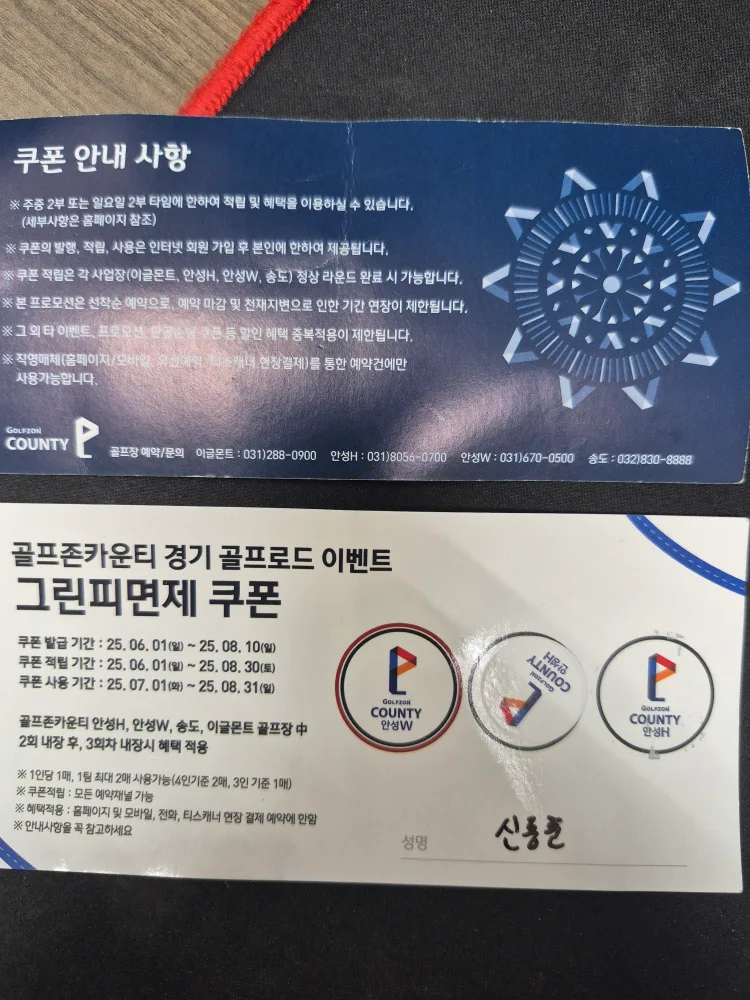 쿠폰 안내 사항
※ 주중 2부 또는 일요일 2부 타임에 한하여 적립 및 혜택을 이용하실 수 있습니다.
(세부사항은 홈페이지 참조)
※ 쿠폰의 발행, 적립, 사용은 인터넷 회원 가입 후 본인에 한하여 제공됩니다.
※ 쿠폰 적립은 각 사업장(이글몬트, 안성H, 안성W, 송도) 정상 라운드 완료 시 가능합니다.
※ 본 프로모션은 선착순 예약으로, 예약 마감 및 천재지변으로 인한 기간 연장이 제한됩니다.
※ 그 외 타 이벤트, 프로모션, 쿠폰 등 할인 혜택 중복적용이 제한됩니다.
※ 직영매체(홈페이지/모바일, 유선예약, 티스캐너 현장결제)를 통한 예약건에만
사용가능합니다.
GOLFZON
COUNTY
골프장 예약/문의 이글몬트 : 031)288-0900 안성H : 031)8056-0700 안성W : 031)670-0500 송도 : 032)830-8888
골프존카운티 경기 골프로드 이벤트
그린피면제 쿠폰
쿠폰 발급 기간 : 25. 06. 01(일) ~ 25. 08. 10(일)
쿠폰 적립 기간 : 25. 06. 01(일) ~ 25. 08. 30(토)
쿠폰 사용 기간 : 25. 07. 01(화) ~ 25. 08. 31(일)
골프존카운티 안성H, 안성W, 송도, 이글몬트 골프장 中
2회 내장 후, 3회차 내장시 혜택 적용
※ 1인당 1매, 1팀 최대 2매 사용가능(4인기준 2매, 3인 기준 1매)
※ 쿠폰적립 : 모든 예약채널 가능
※ 혜택적용 : 홈페이지 및 모바일, 전화, 티스캐너 현장 결제 예약에 한함
※ 안내사항을 꼭 참고하세요
GOLFZON
COUNTY
안성W
GOLFZON
COUNTY
안성H
GOLFZON
COUNTY
안성H
성명